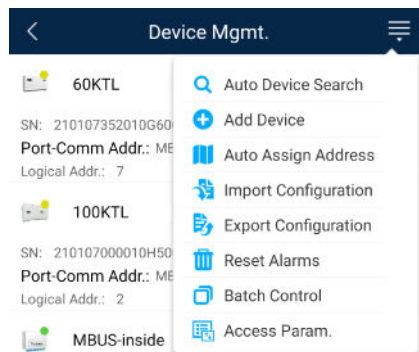 Device Mgmt.
60KTL
SN: 210107352010G60
Port-Comm Addr.: ME
Logical Addr.: 7
100KTL
SN: 210107000010H50
Port-Comm Addr.: ME
Logical Addr.: 2
MBUS-inside
Auto Device Search
Add Device
Auto Assign Address
Import Configuration
Export Configuration
Reset Alarms
Batch Control
Access Param.